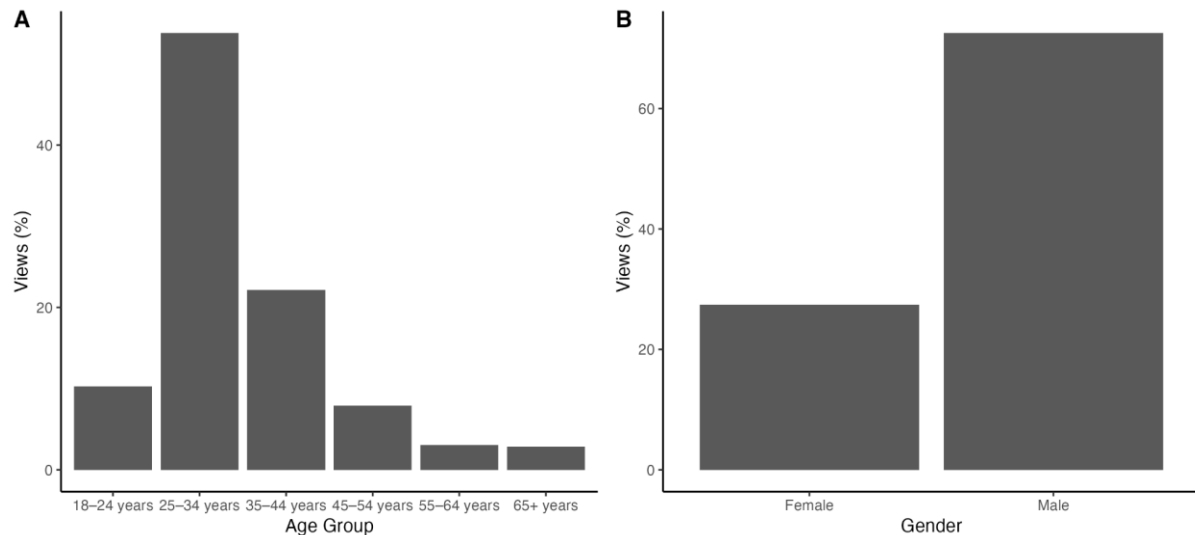 A
Views (%)
40
20
0
18–24 years 25–34 years 35–44 years 45–54 years 55–64 years 65+ years
Age Group
B
Views (%)
60
40
20
0
Female Male
Gender